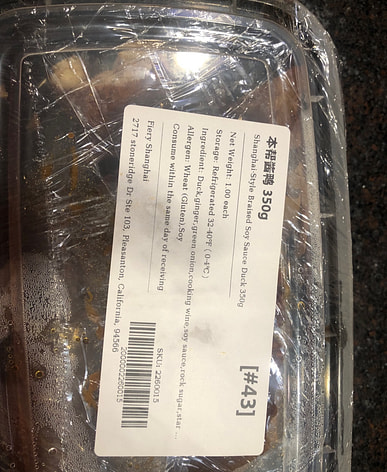 本帮酱鸭 350g
Shanghai-Style Braised Soy Sauce Duck 350g
[#43]
Net Weight: 1.00 each
Storage: Refrigerated 32-40°F (0-4°C)
Ingredient: Duck,ginger,green onion,cooking wine,soy sauce,rock sugar,star ...
Allergen: Wheat (Gluten),Soy
Consume within the same day of receiving
SKU: 2260015
2000002260015
Fiery Shanghai
2717 stoneridge Dr Ste 103, Pleasanton, California, 94566